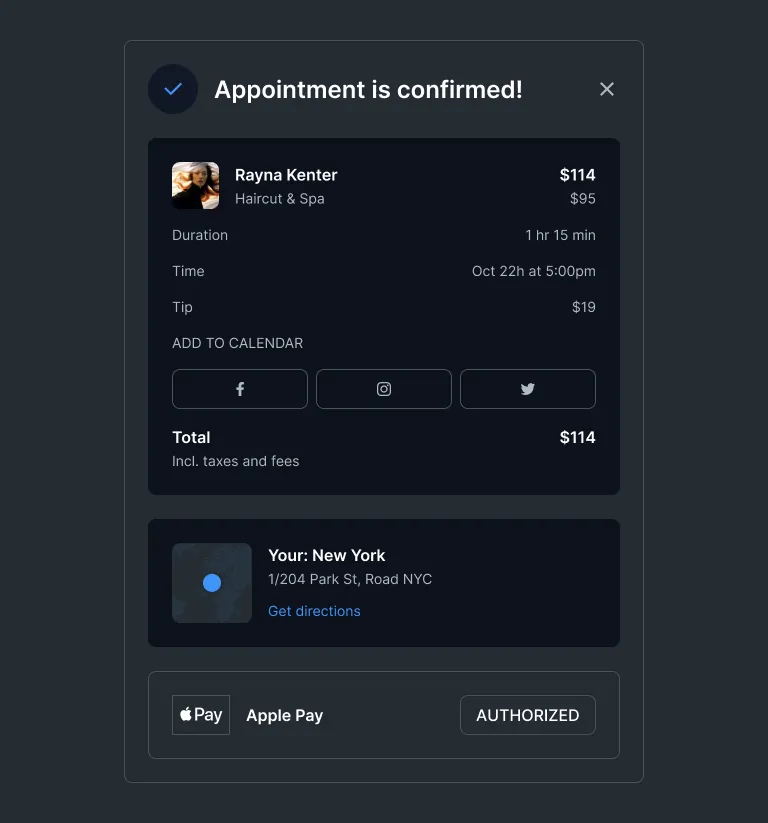 Appointment is confirmed!
Rayna Kenter
$114
Haircut & Spa
$95
Duration
1 hr 15 min
Time
Oct 22h at 5:00pm
Tip
$19
ADD TO CALENDAR
Total
$114
Incl. taxes and fees
Your: New York
1/204 Park St, Road NYC
Get directions
Pay
Apple Pay
AUTHORIZED